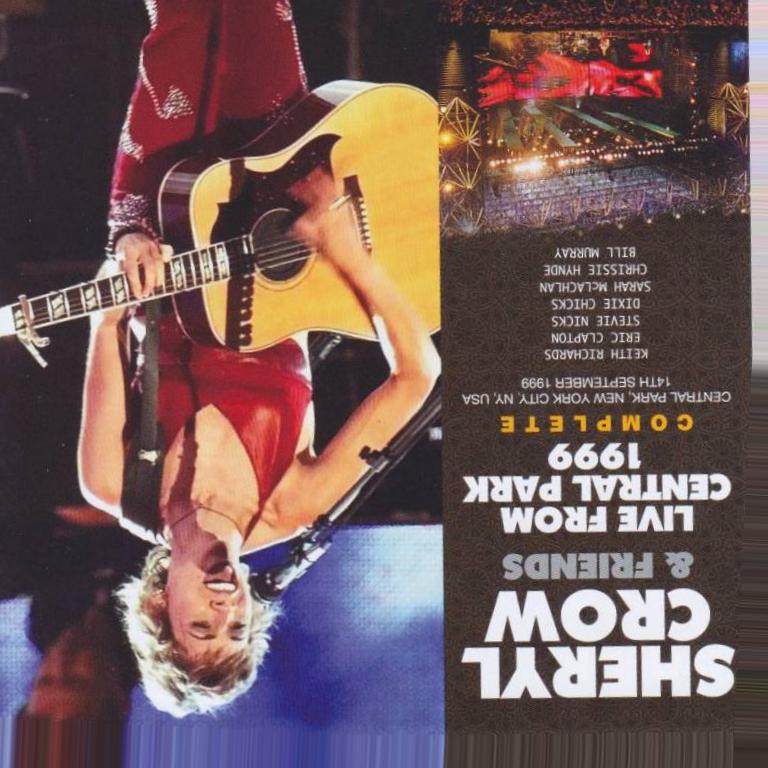 SHERYL
CROW
& FRIENDS
LIVE FROM
CENTRAL PARK
1999
COMPLETE
CENTRAL PARK, NEW YORK CITY, NY, USA
14TH SEPTEMBER 1999
KEITH RICHARDS
ERIC CLAPTON
STEVIE NICKS
DIXIE CHICKS
SARAH McLACHLAN
CHRISSIE HYNDE
BILL MURRAY